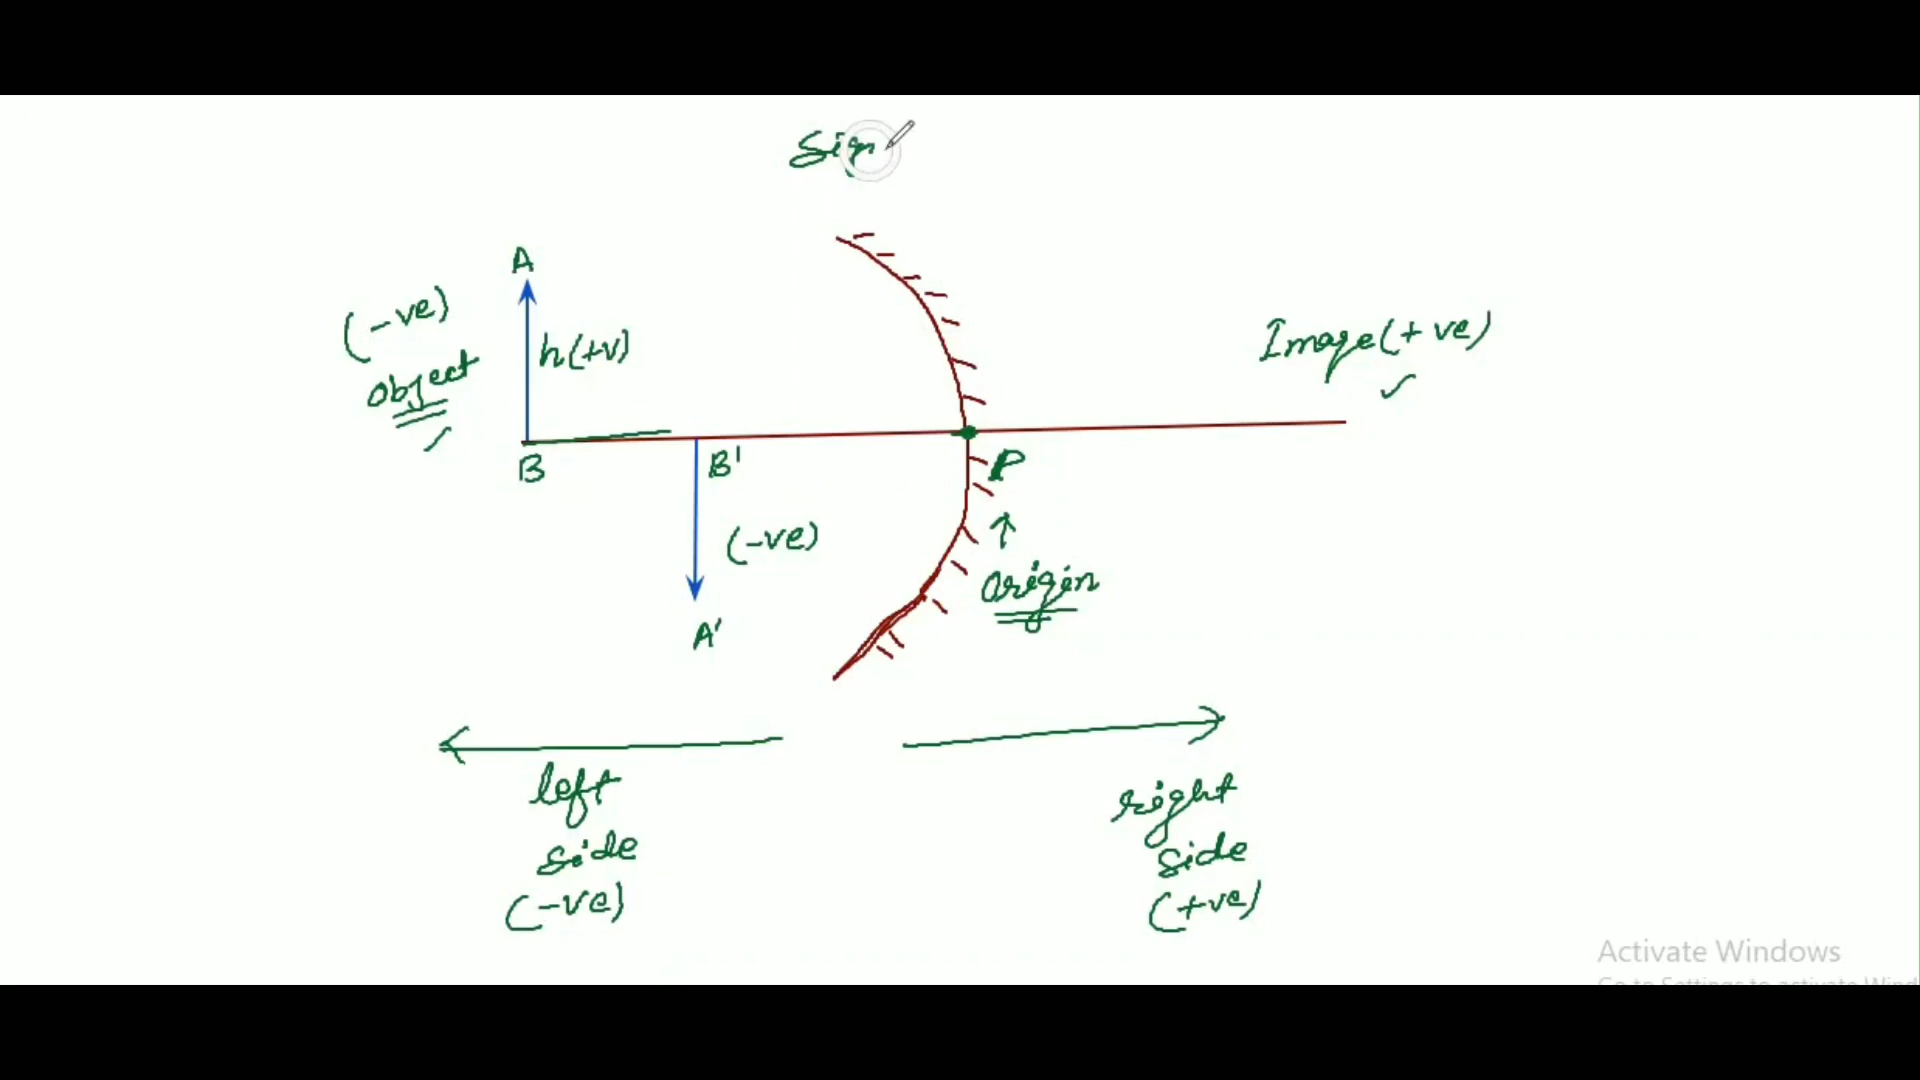 Sign
A
(-ve)
object
h(+v)
Image(+ve)
B
B'
P
(-ve)
origin
A'
left
side
(-ve)
right
side
(+ve)
Activate Windows